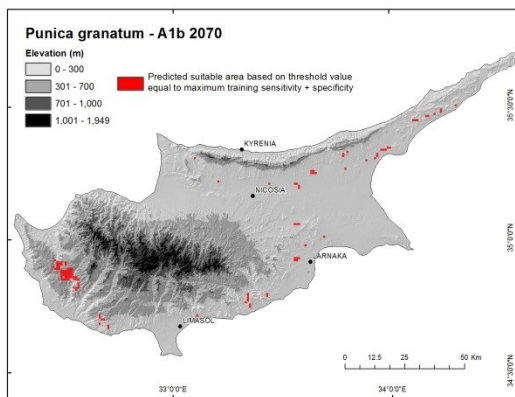 Punica granatum - A1b 2070
Elevation (m)
0 - 300
301 - 700
701 - 1,000
1,001 - 1,949
Predicted suitable area based on threshold value
equal to maximum training sensitivity + specificity
KYRENIA
NICOSIA
LARNAKA
LIMASOL
35°30'0"N
35°0'0"N
34°30'0"N
0 12.5 25 50 Km
33°0'0"E
34°0'0"E